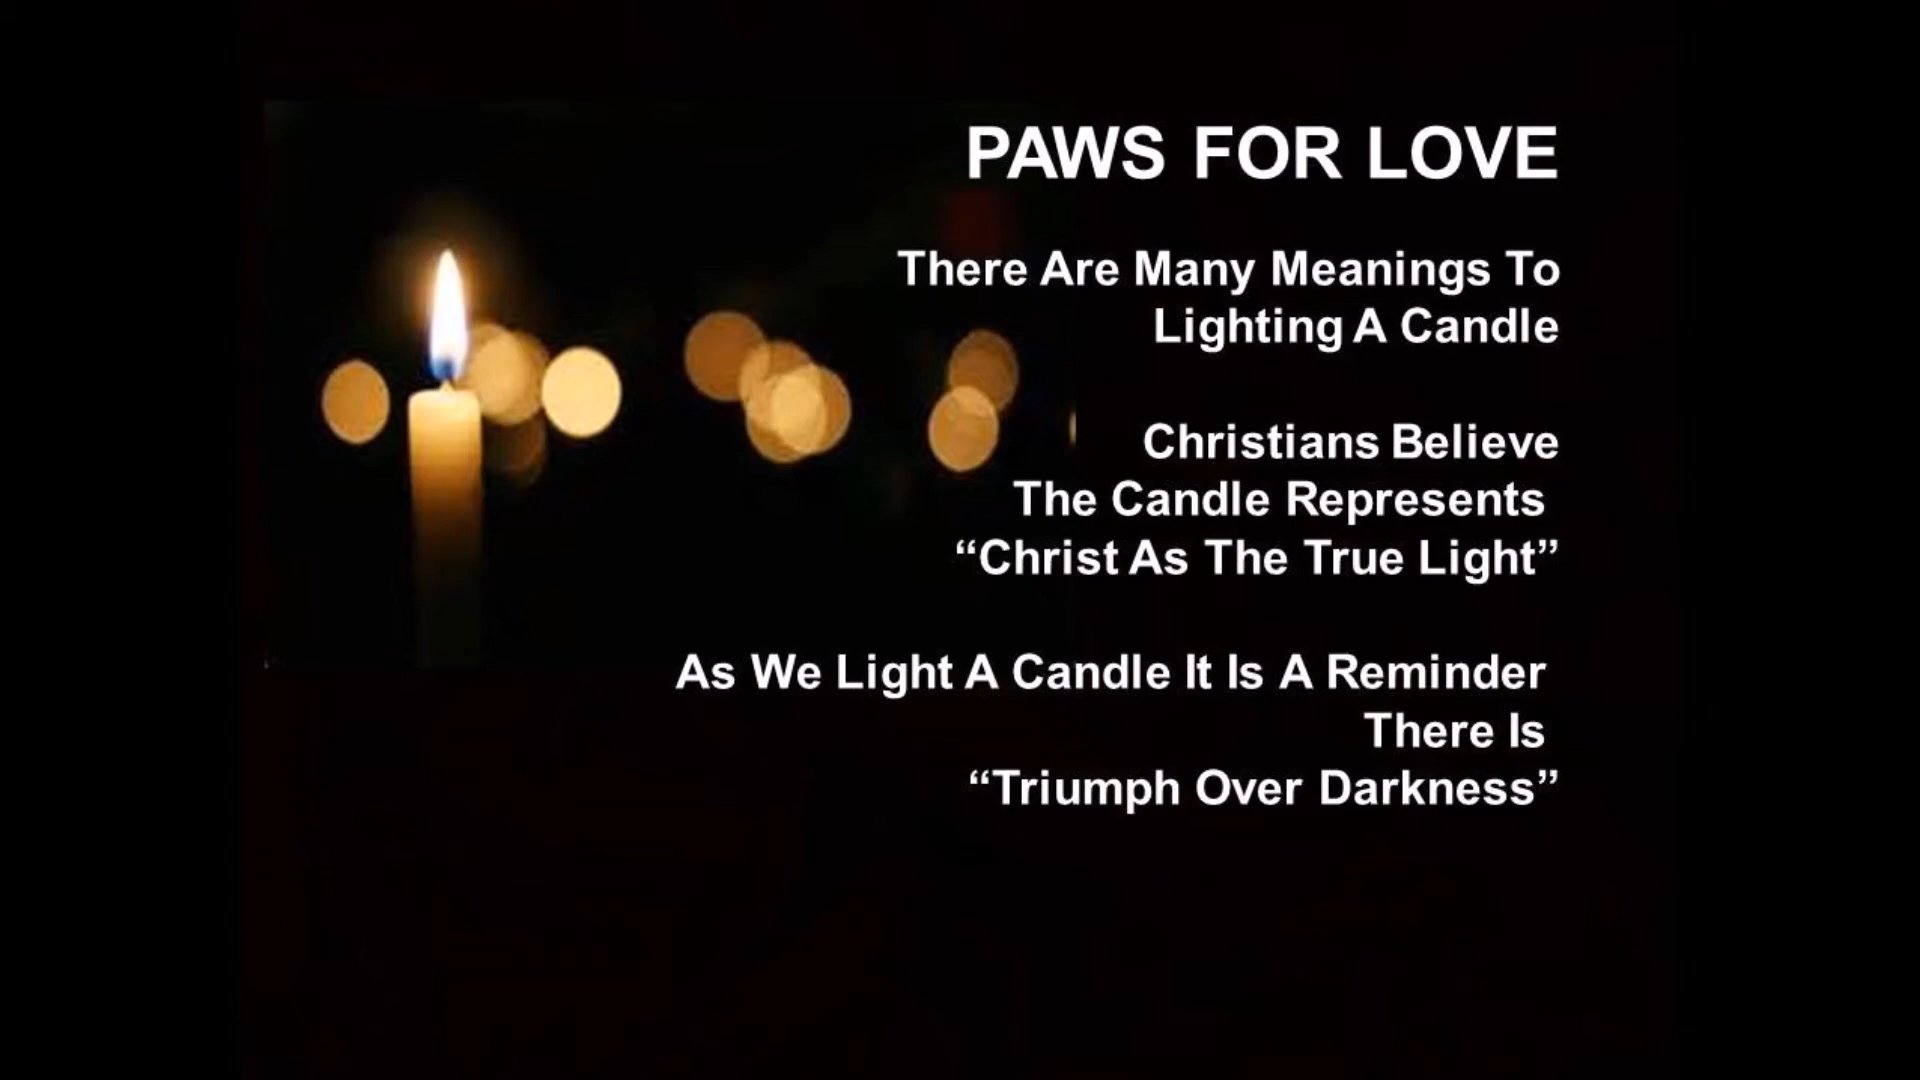 PAWS FOR LOVE
There Are Many Meanings To
Lighting A Candle
Christians Believe
The Candle Represents
“Christ As The True Light”
As We Light A Candle It Is A Reminder
There Is
“Triumph Over Darkness”